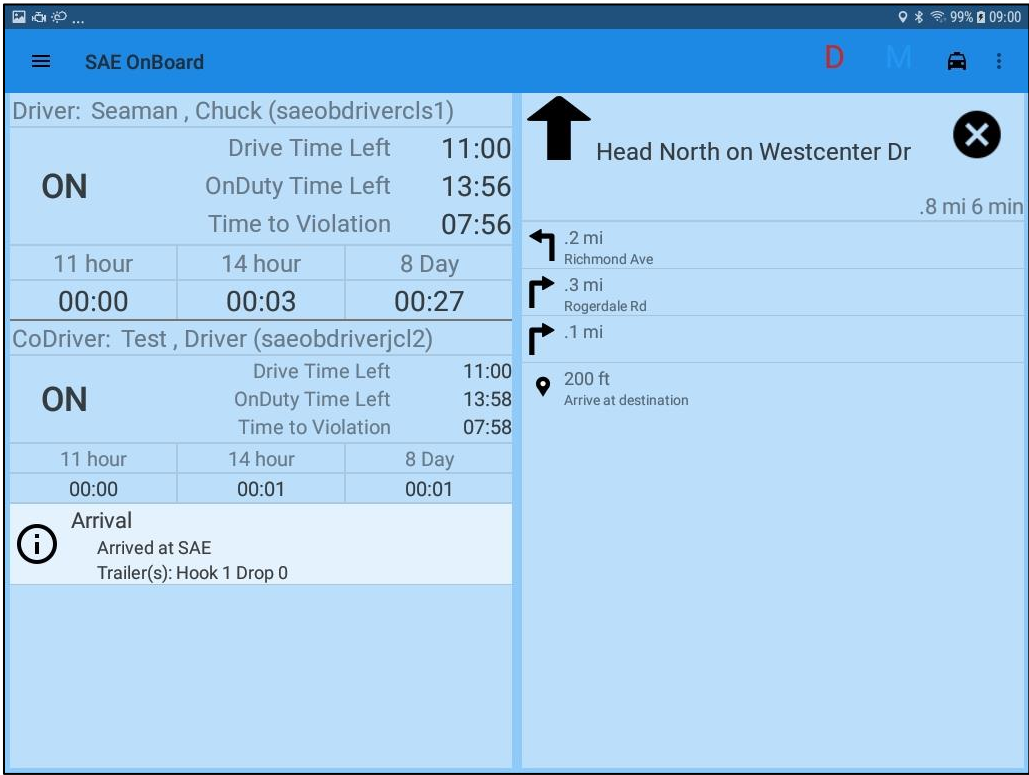 ... 99% 09:00
SAE OnBoard D M
Driver: Seaman , Chuck (saeobdrivercls1)
ON
Drive Time Left 11:00
OnDuty Time Left 13:56
Time to Violation 07:56
11 hour 14 hour 8 Day
00:00 00:03 00:27
CoDriver: Test , Driver (saeobdriverjcl2)
ON
Drive Time Left 11:00
OnDuty Time Left 13:58
Time to Violation 07:58
11 hour 14 hour 8 Day
00:00 00:01 00:01
Arrival
Arrived at SAE
Trailer(s): Hook 1 Drop 0
Head North on Westcenter Dr
.8 mi 6 min
.2 mi
Richmond Ave
.3 mi
Rogerdale Rd
.1 mi
200 ft
Arrive at destination